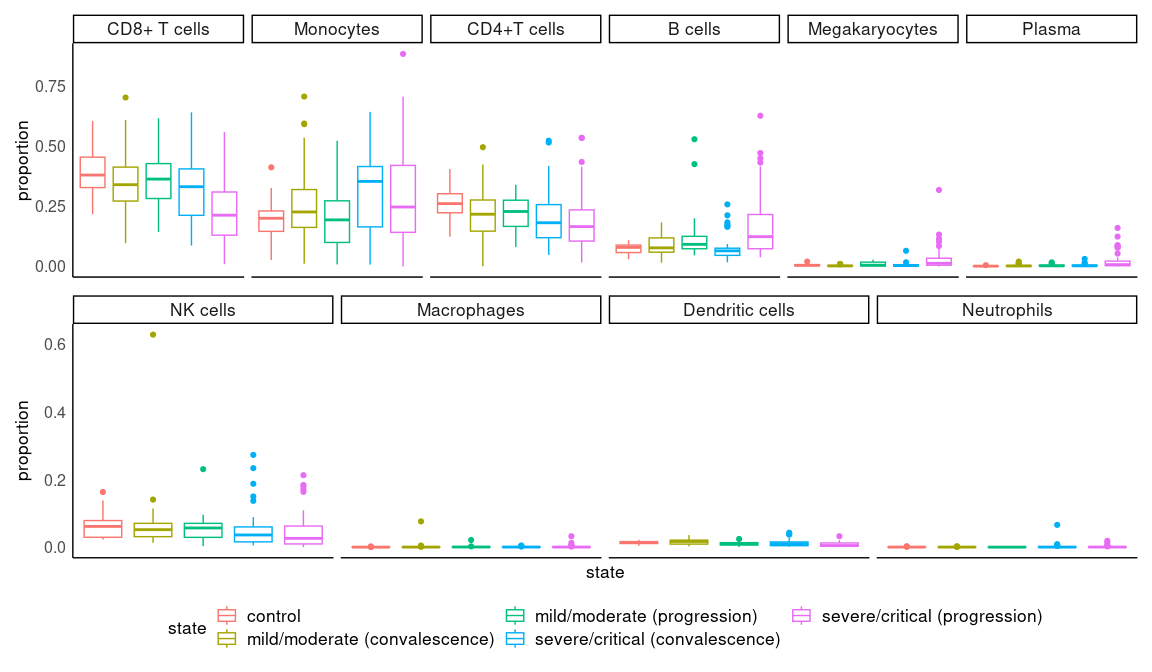 CD8+ T cells Monocytes CD4+T cells B cells Megakaryocytes Plasma
proportion
0.75
0.50
0.25
0.00
NK cells Macrophages Dendritic cells Neutrophils
proportion
0.6
0.4
0.2
0.0
state
state
control mild/moderate (progression) severe/critical (progression)
mild/moderate (convalescence) severe/critical (convalescence)